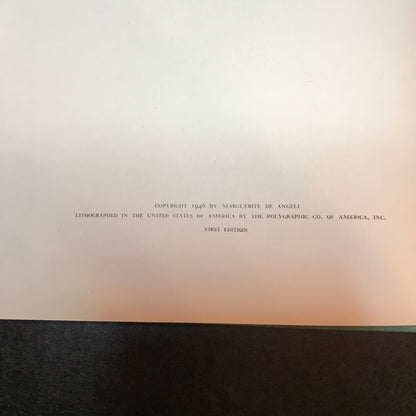 COPYRIGHT 1946 BY MARGUERITE DE ANGELI
LITHOGRAPHED IN THE UNITED STATES OF AMERICA BY THE POLYGRAPHIC CO. OF AMERICA, INC.
FIRST EDITION